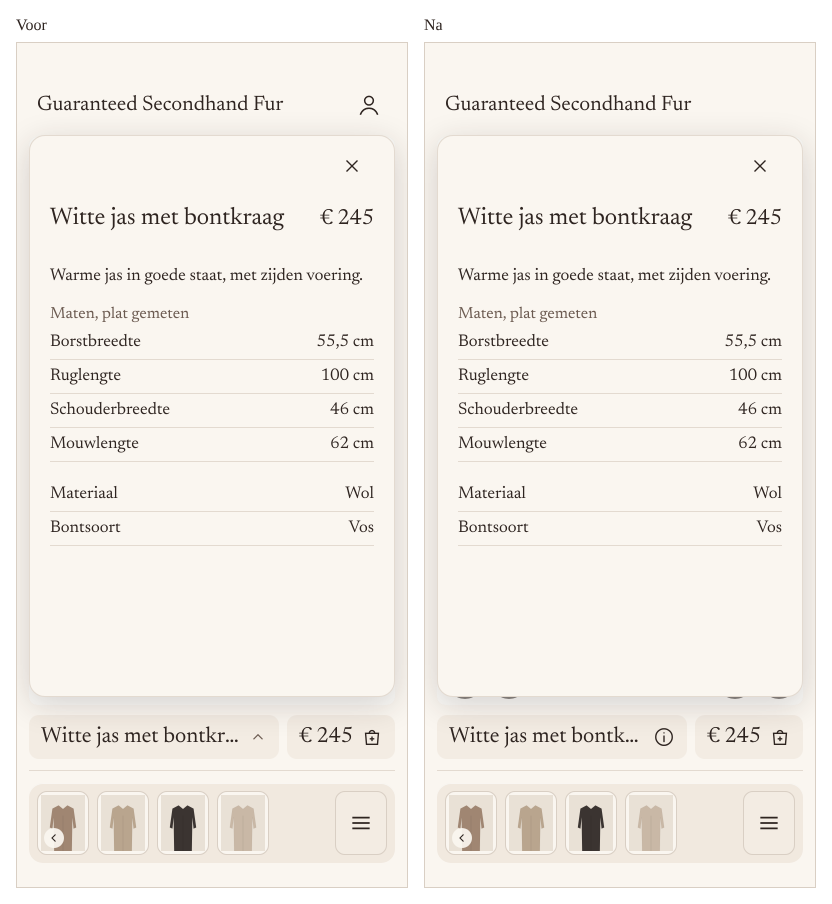 Voor
Guaranteed Secondhand Fur
Witte jas met bontkraag € 245
Warme jas in goede staat, met zijden voering.
Maten, plat gemeten
Borstbreedte 55,5 cm
Ruglengte 100 cm
Schouderbreedte 46 cm
Mouwlengte 62 cm
Materiaal Wol
Bontsoort Vos
Witte jas met bontkr... € 245
Na
Guaranteed Secondhand Fur
Witte jas met bontkraag € 245
Warme jas in goede staat, met zijden voering.
Maten, plat gemeten
Borstbreedte 55,5 cm
Ruglengte 100 cm
Schouderbreedte 46 cm
Mouwlengte 62 cm
Materiaal Wol
Bontsoort Vos
Witte jas met bontk... € 245